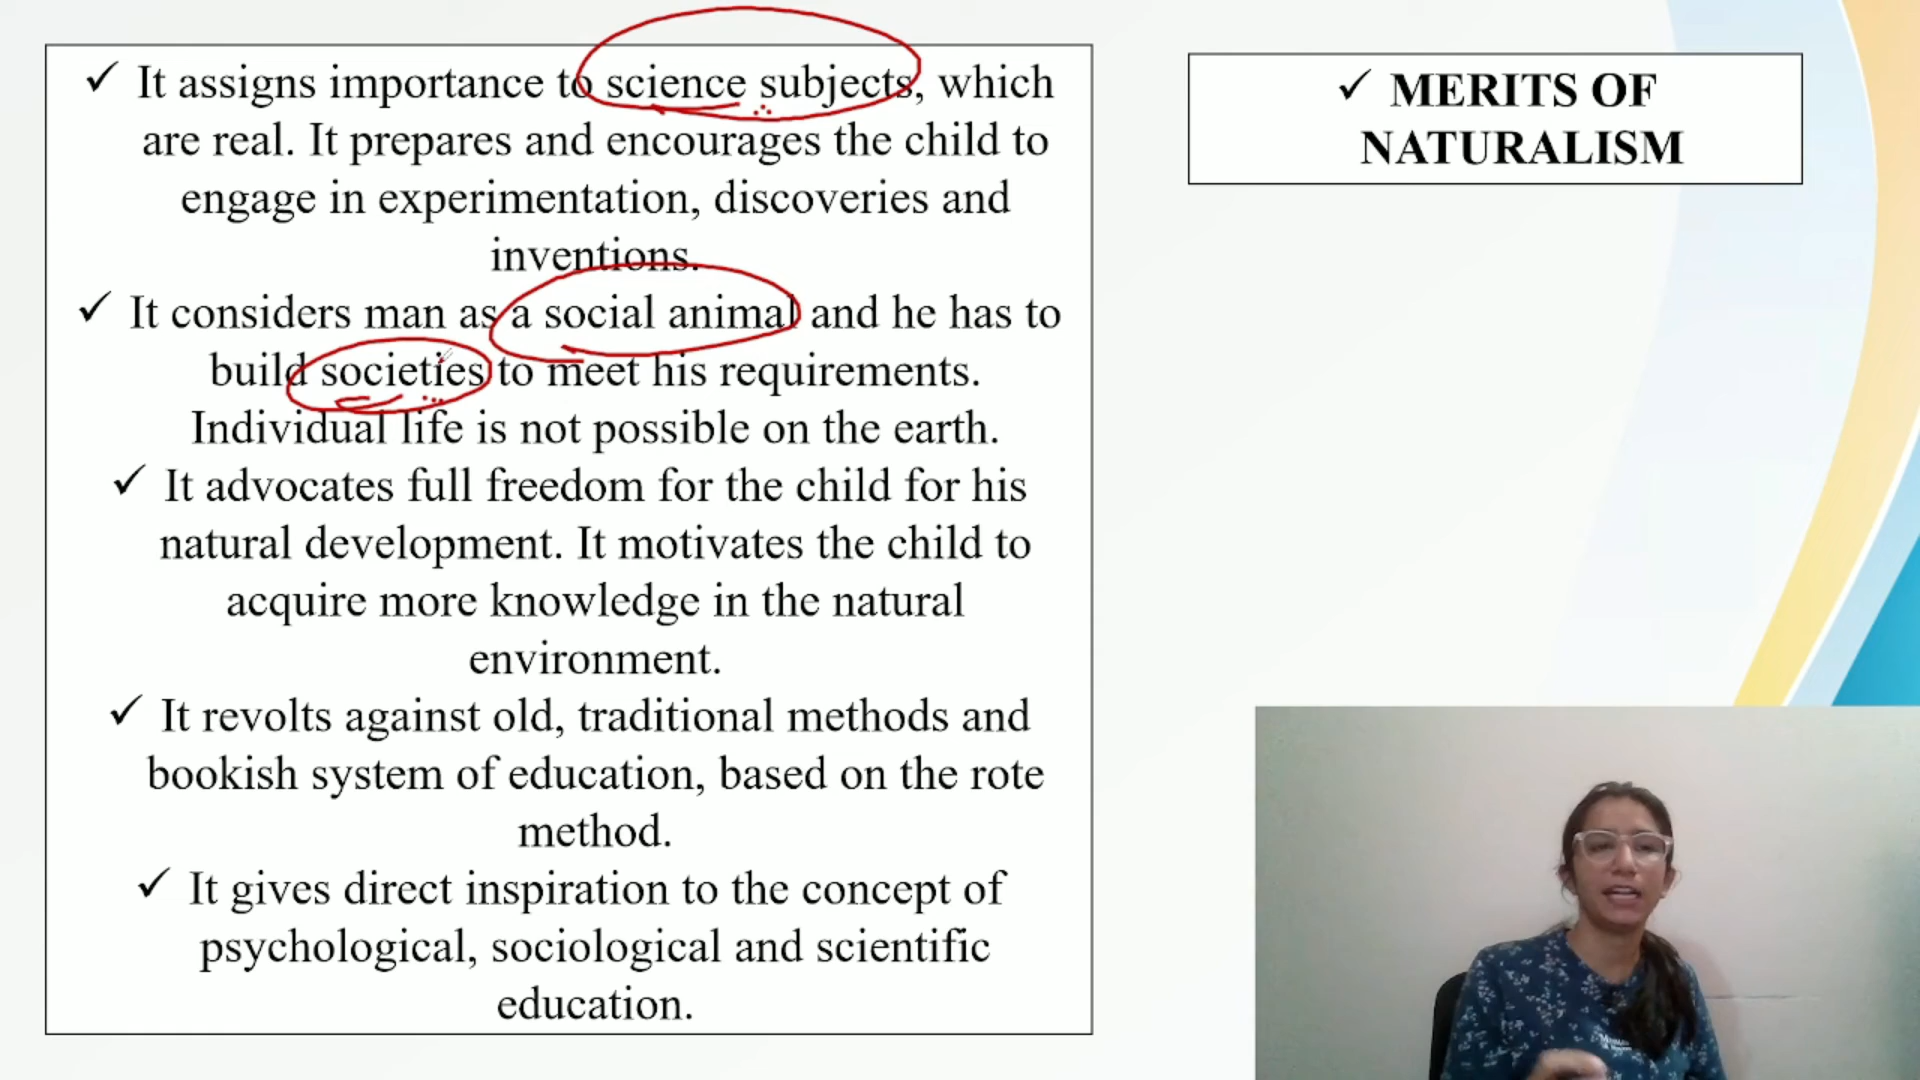 ✓ It assigns importance to science subjects, which
are real. It prepares and encourages the child to
engage in experimentation, discoveries and
inventions.
✓ It considers man as a social animal and he has to
build societies to meet his requirements.
Individual life is not possible on the earth.
✓ It advocates full freedom for the child for his
natural development. It motivates the child to
acquire more knowledge in the natural
environment.
✓ It revolts against old, traditional methods and
bookish system of education, based on the rote
method.
✓ It gives direct inspiration to the concept of
psychological, sociological and scientific
education.
✓ MERITS OF
NATURALISM